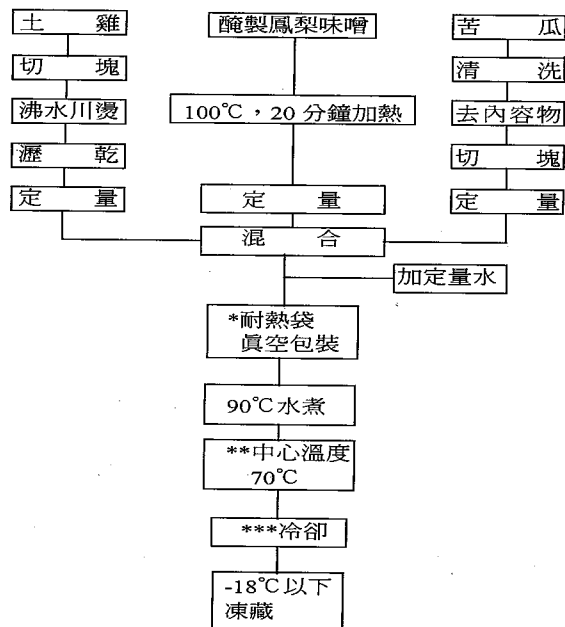 土 雞
切 塊
沸水川燙
瀝 乾
定 量
醃製鳳梨味噌
100℃，20 分鐘加熱
定 量
苦 瓜
清 洗
去內容物
切 塊
定 量
混 合
加定量水
*耐熱袋
眞空包裝
90℃水煮
**中心溫度
70℃
***冷卻
-18℃以下
凍藏